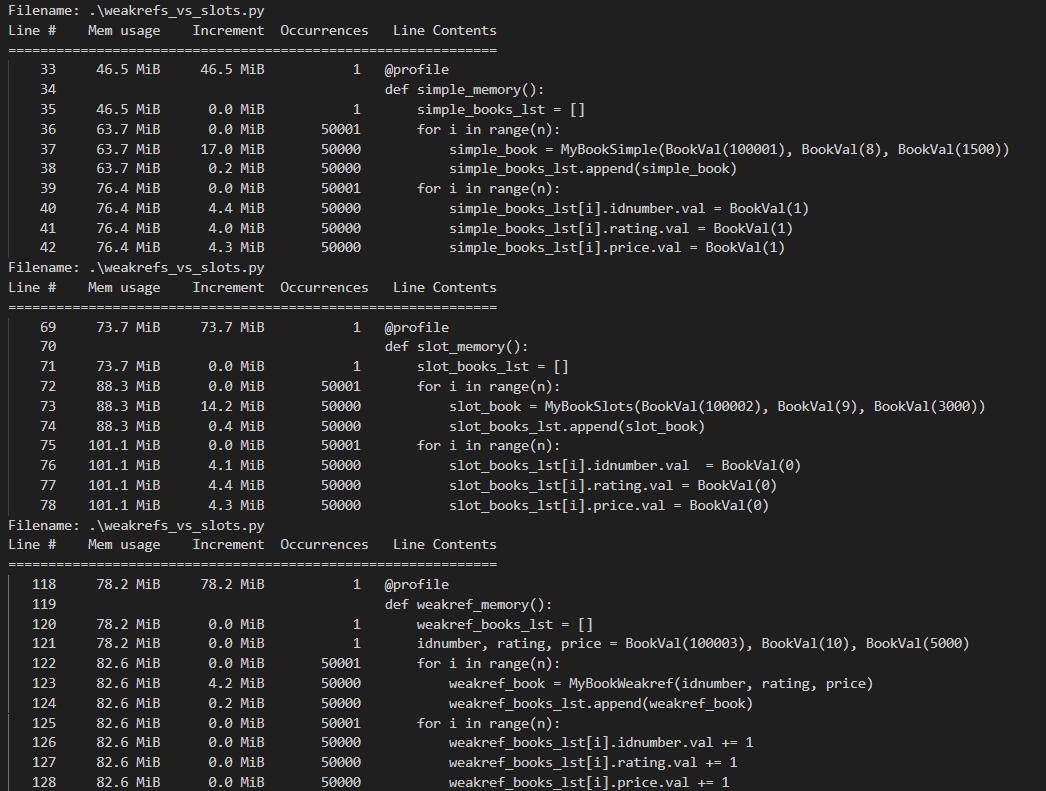 Filename: .\weakrefs_vs_slots.py
Line #    Mem usage    Increment  Occurrences   Line Contents
=============================================================
    33     46.5 MiB     46.5 MiB           1   @profile
    34                                         def simple_memory():
    35     46.5 MiB      0.0 MiB           1       simple_books_lst = []
    36     63.7 MiB      0.0 MiB       50001       for i in range(n):
    37     63.7 MiB     17.0 MiB       50000           simple_book = MyBookSimple(BookVal(100001), BookVal(8), BookVal(1500))
    38     63.7 MiB      0.2 MiB       50000           simple_books_lst.append(simple_book)
    39     76.4 MiB      0.0 MiB       50001       for i in range(n):
    40     76.4 MiB      4.4 MiB       50000           simple_books_lst[i].idnumber.val = BookVal(1)
    41     76.4 MiB      4.0 MiB       50000           simple_books_lst[i].rating.val = BookVal(1)
    42     76.4 MiB      4.3 MiB       50000           simple_books_lst[i].price.val = BookVal(1)
Filename: .\weakrefs_vs_slots.py
Line #    Mem usage    Increment  Occurrences   Line Contents
=============================================================
    69     73.7 MiB     73.7 MiB           1   @profile
    70                                         def slot_memory():
    71     73.7 MiB      0.0 MiB           1       slot_books_lst = []
    72     88.3 MiB      0.0 MiB       50001       for i in range(n):
    73     88.3 MiB     14.2 MiB       50000           slot_book = MyBookSlots(BookVal(100002), BookVal(9), BookVal(3000))
    74     88.3 MiB      0.4 MiB       50000           slot_books_lst.append(slot_book)
    75    101.1 MiB      0.0 MiB       50001       for i in range(n):
    76    101.1 MiB      4.1 MiB       50000           slot_books_lst[i].idnumber.val  = BookVal(0)
    77    101.1 MiB      4.4 MiB       50000           slot_books_lst[i].rating.val = BookVal(0)
    78    101.1 MiB      4.3 MiB       50000           slot_books_lst[i].price.val = BookVal(0)
Filename: .\weakrefs_vs_slots.py
Line #    Mem usage    Increment  Occurrences   Line Contents
=============================================================
   118     78.2 MiB     78.2 MiB           1   @profile
   119                                         def weakref_memory():
   120     78.2 MiB      0.0 MiB           1       weakref_books_lst = []
   121     78.2 MiB      0.0 MiB           1       idnumber, rating, price = BookVal(100003), BookVal(10), BookVal(5000)
   122     82.6 MiB      0.0 MiB       50001       for i in range(n):
   123     82.6 MiB      4.2 MiB       50000           weakref_book = MyBookWeakref(idnumber, rating, price)
   124     82.6 MiB      0.2 MiB       50000           weakref_books_lst.append(weakref_book)
   125     82.6 MiB      0.0 MiB       50001       for i in range(n):
   126     82.6 MiB      0.0 MiB       50000           weakref_books_lst[i].idnumber.val += 1
   127     82.6 MiB      0.0 MiB       50000           weakref_books_lst[i].rating.val += 1
   128     82.6 MiB      0.0 MiB       50000           weakref_books_lst[i].price.val += 1